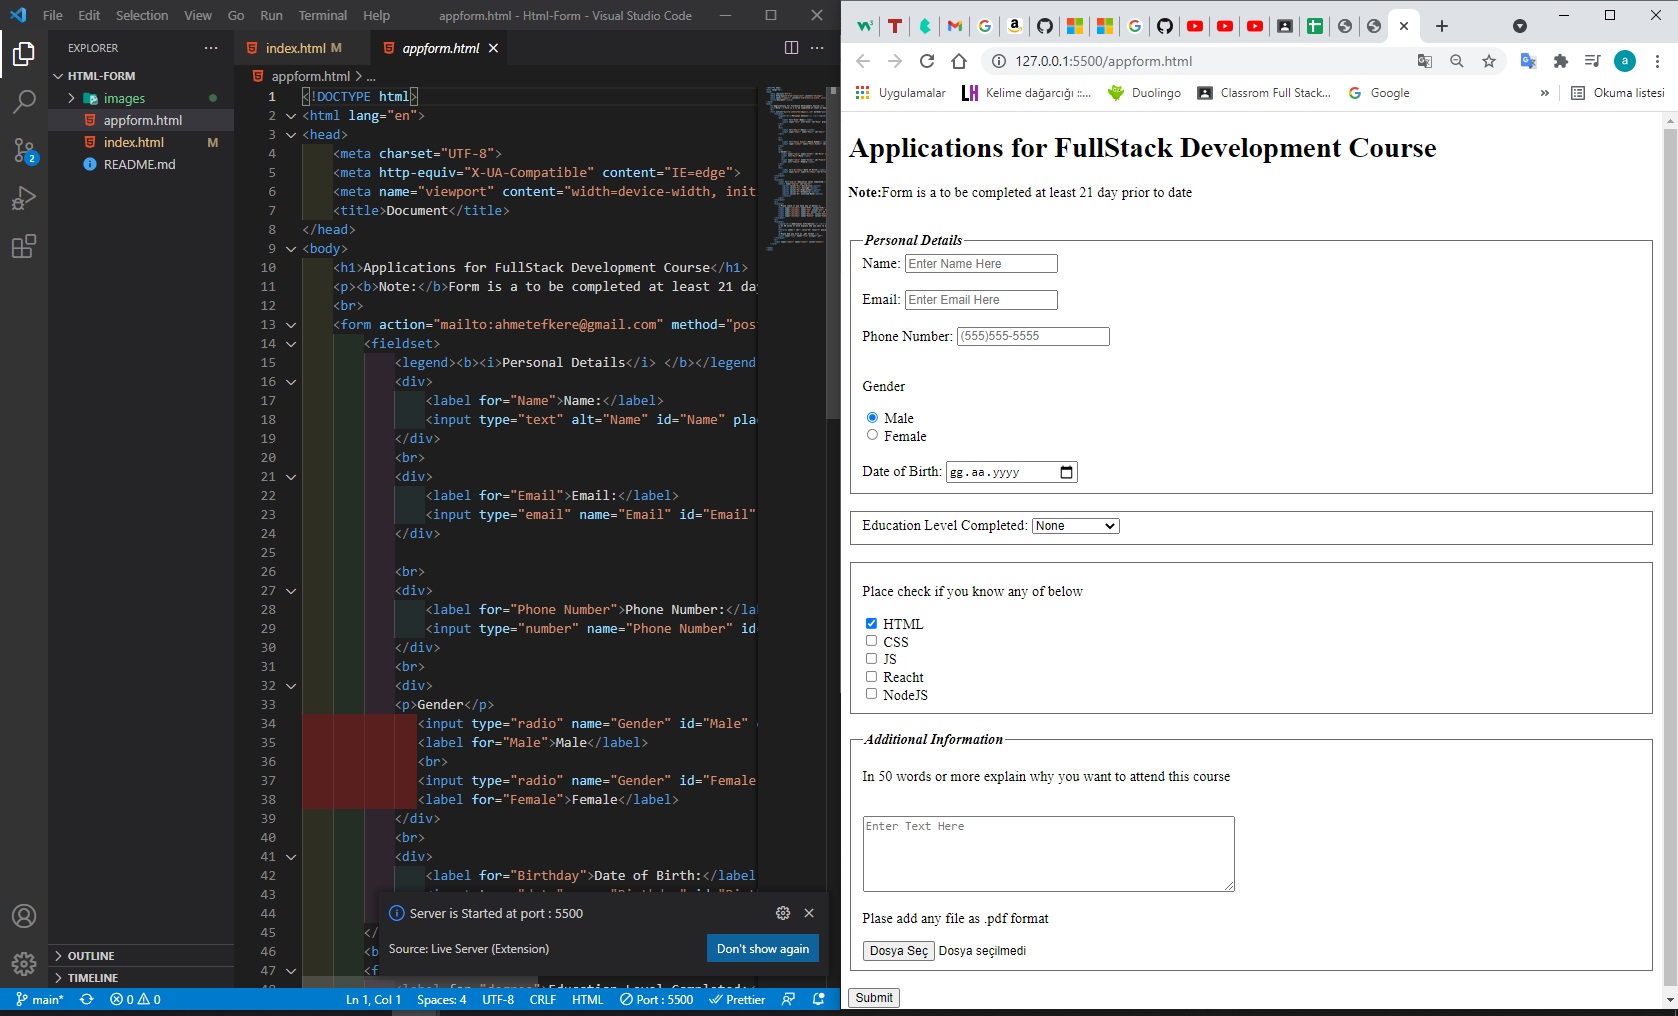 File Edit Selection View Go Run Terminal Help appform.html - Html-Form - Visual Studio Code
EXPLORER
HTML-FORM
images
appform.html
index.html M
README.md
OUTLINE
TIMELINE
index.html M appform.html
appform.html > ...
1 <!DOCTYPE html>
2 <html lang="en">
3 <head>
4 <meta charset="UTF-8">
5 <meta http-equiv="X-UA-Compatible" content="IE=edge">
6 <meta name="viewport" content="width=device-width, init
7 <title>Document</title>
8 </head>
9 <body>
10 <h1>Applications for FullStack Development Course</h1>
11 <p><b>Note:</b>Form is a to be completed at least 21 da
12 <br>
13 <form action="mailto:ahmetefkere@gmail.com" method="pos
14 <fieldset>
15 <legend><b><i>Personal Details</i> </b></legend
16 <div>
17 <label for="Name">Name:</label>
18 <input type="text" alt="Name" id="Name" pla
19 </div>
20 <br>
21 <div>
22 <label for="Email">Email:</label>
23 <input type="email" name="Email" id="Email"
24 </div>
25
26 <br>
27 <div>
28 <label for="Phone Number">Phone Number:</la
29 <input type="number" name="Phone Number" id
30 </div>
31 <br>
32 <div>
33 <p>Gender</p>
34 <input type="radio" name="Gender" id="Male"
35 <label for="Male">Male</label>
36 <br>
37 <input type="radio" name="Gender" id="Female
38 <label for="Female">Female</label>
39 </div>
40 <br>
41 <div>
42 <label for="Birthday">Date of Birth:</label
43
44
45 </
46 <b
47 <f
Server is Started at port : 5500
Source: Live Server (Extension) Don't show again
main* 2 0 0 Ln 1, Col 1 Spaces: 4 UTF-8 CRLF HTML Port : 5500 Prettier
127.0.0.1:5500/appform.html a
Uygulamalar Kelime dağarcığı ::... Duolingo Classrom Full Stack... Google » Okuma listesi
Applications for FullStack Development Course
Note:Form is a to be completed at least 21 day prior to date
Personal Details
Name: Enter Name Here
Email: Enter Email Here
Phone Number: (555)555-5555
Gender
Male
Female
Date of Birth: gg.aa.yyyy
Education Level Completed: None
Place check if you know any of below
HTML
CSS
JS
Reacht
NodeJS
Additional Information
In 50 words or more explain why you want to attend this course
Enter Text Here
Plase add any file as .pdf format
Dosya Seç Dosya seçilmedi
Submit